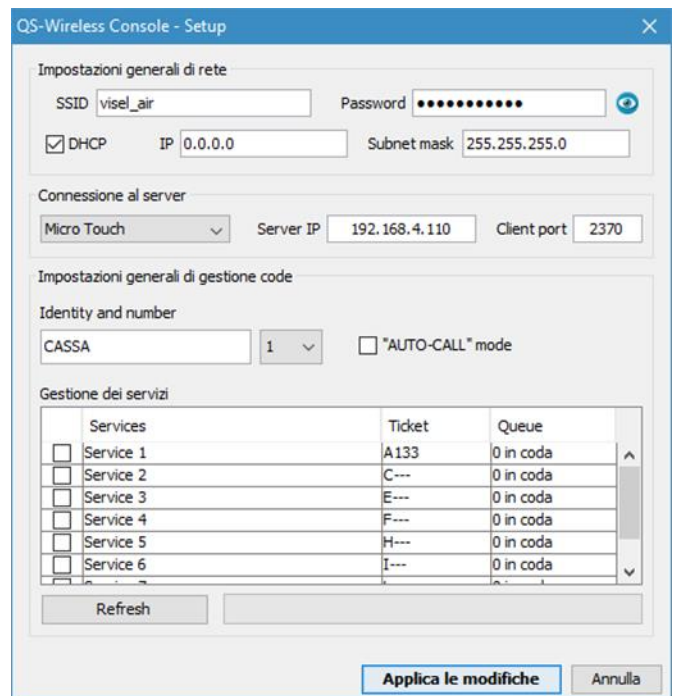 QS-Wireless Console - Setup
Impostazioni generali di rete
SSID visel_air Password ●●●●●●●●●●●
DHCP IP 0.0.0.0 Subnet mask 255.255.255.0
Connessione al server
Micro Touch Server IP 192.168.4.110 Client port 2370
Impostazioni generali di gestione code
Identity and number
CASSA 1 "AUTO-CALL" mode
Gestione dei servizi
Services Ticket Queue
Service 1 A133 0 in coda
Service 2 C--- 0 in coda
Service 3 E--- 0 in coda
Service 4 F--- 0 in coda
Service 5 H--- 0 in coda
Service 6 I--- 0 in coda
Refresh
Applica le modifiche Annulla